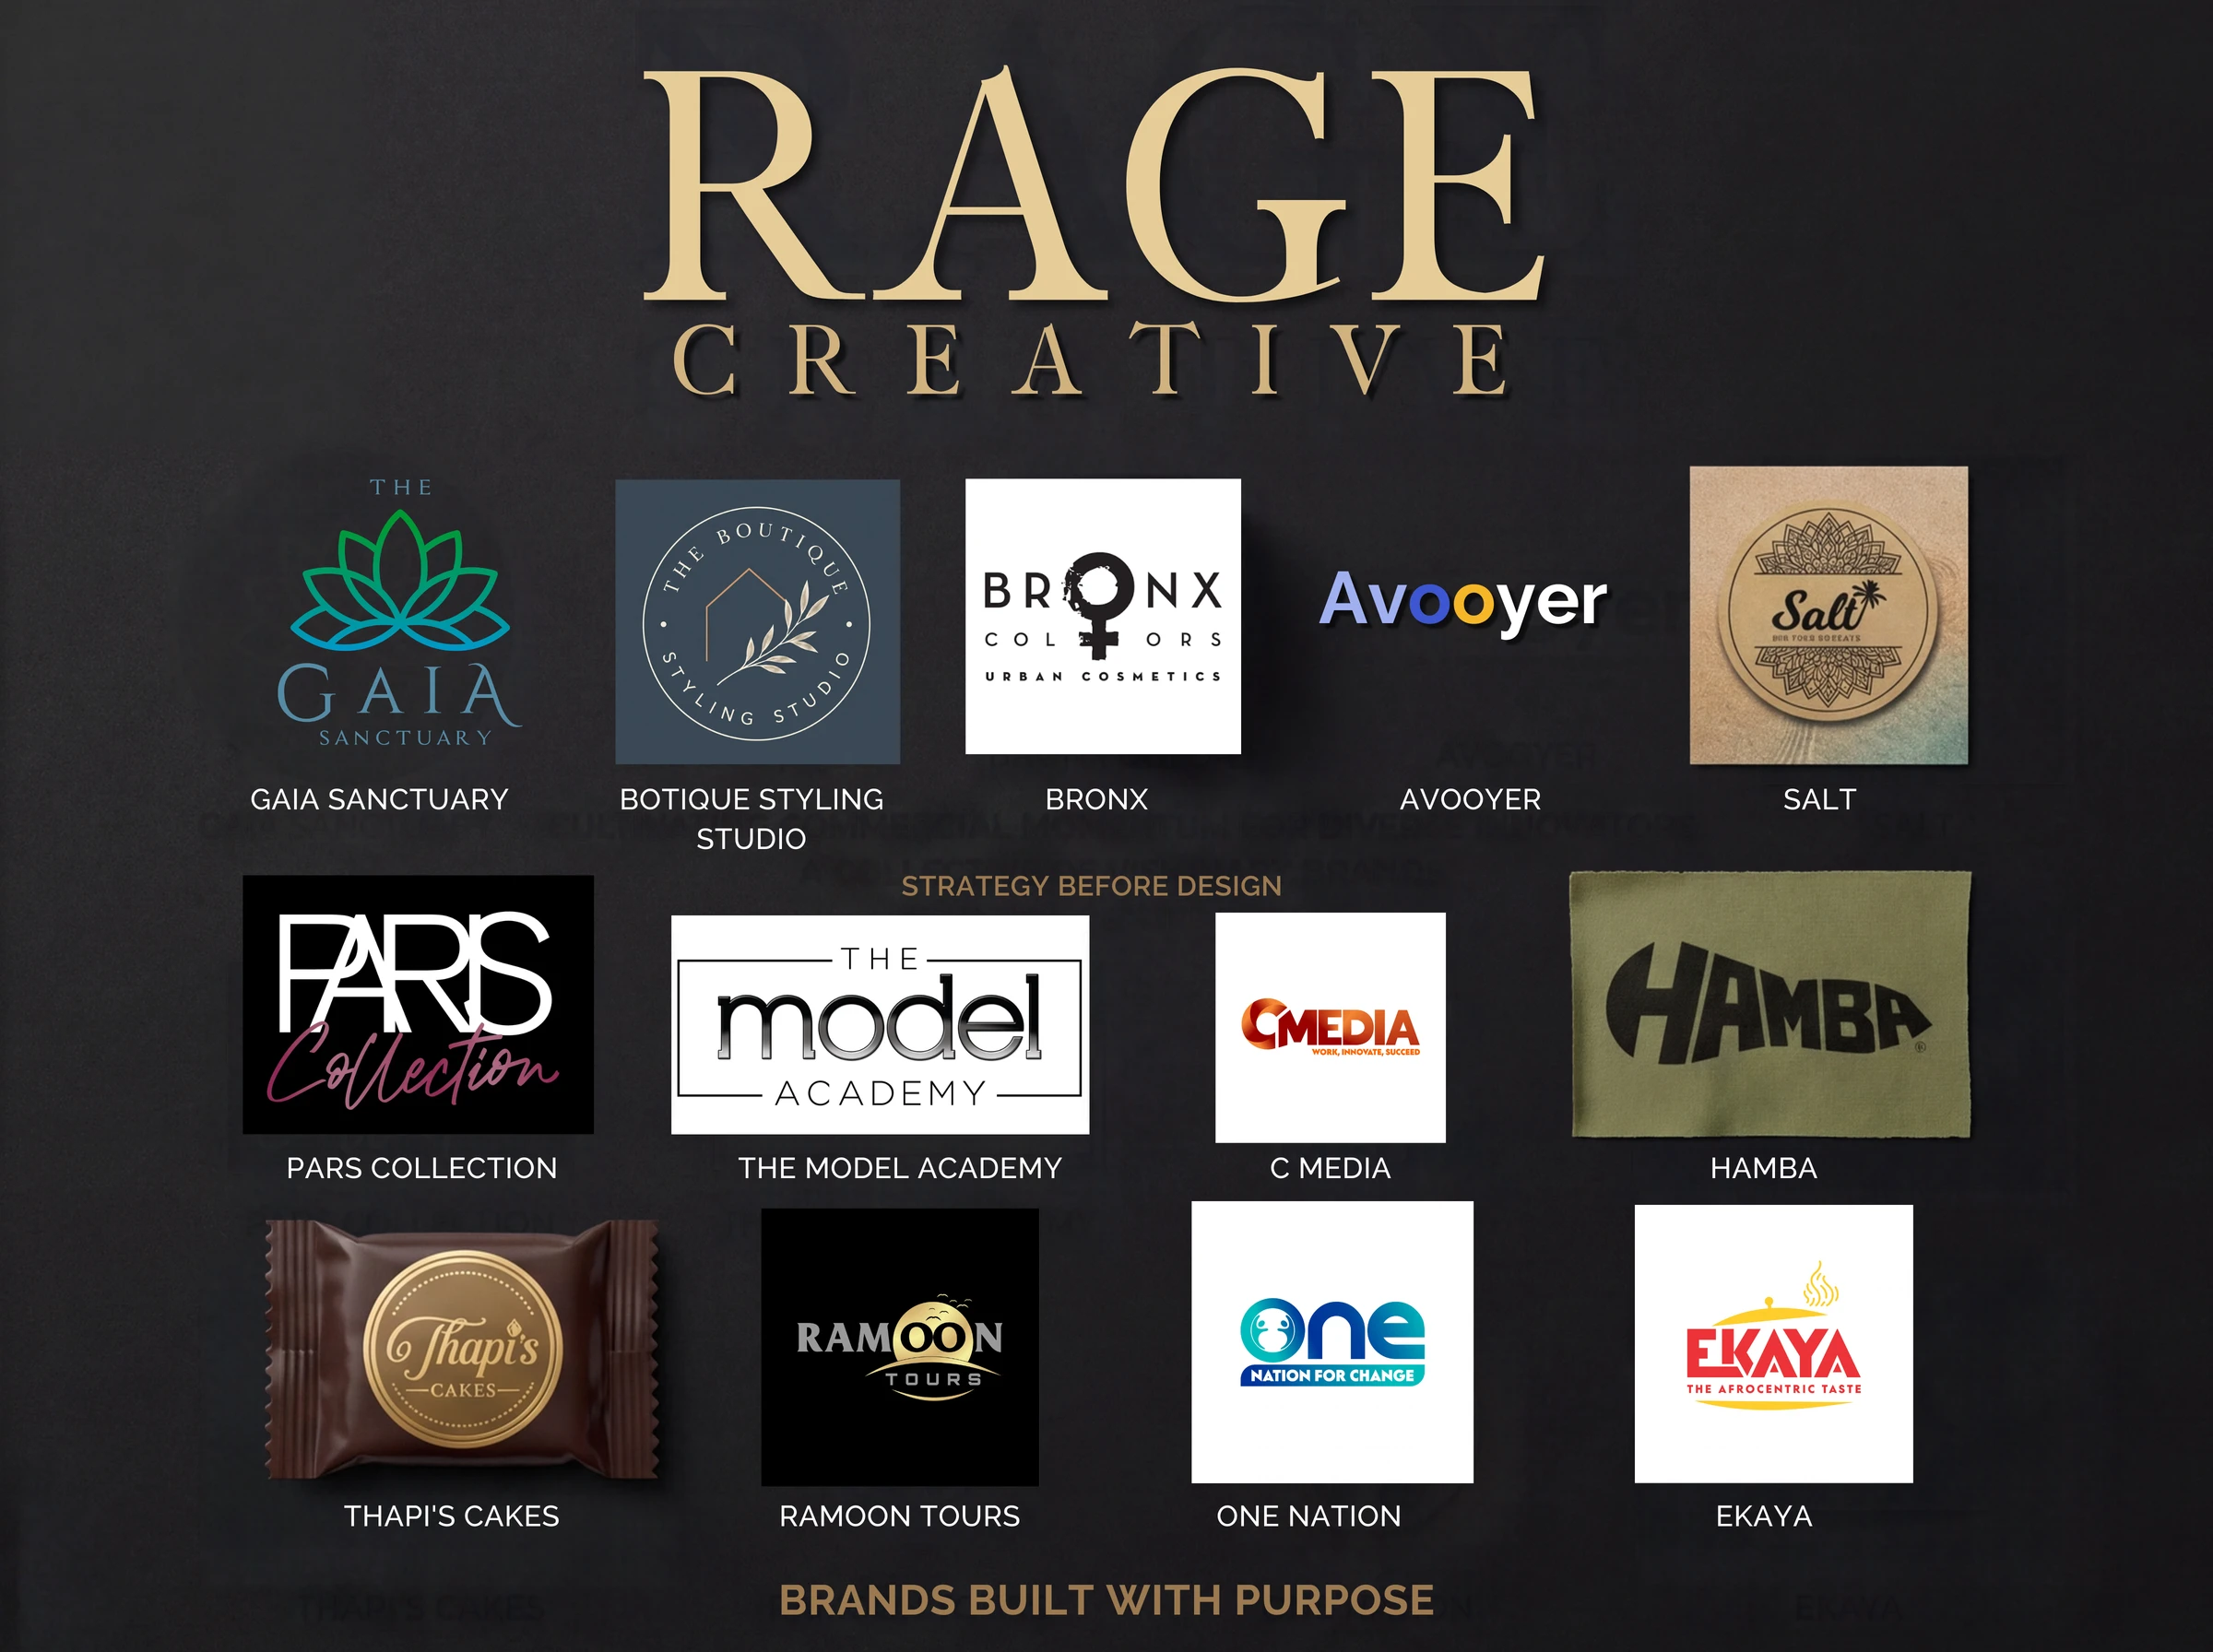 RAGE
CREATIVE
THE
GAIA
SANCTUARY
THE BOUTIQUE
STYLING STUDIO
BRONX
COLORS
URBAN COSMETICS
Avooyer
Salt
GAIA SANCTUARY
BOTIQUE STYLING
STUDIO
BRONX
AVOOYER
SALT
STRATEGY BEFORE DESIGN
PARIS
Collection
THE
model
ACADEMY
CMEDIA
WORK, INNOVATE, SUCCEED
HAMBA
®
PARS COLLECTION
THE MODEL ACADEMY
C MEDIA
HAMBA
Thapi's
CAKES
RAMOON
TOURS
one
NATION FOR CHANGE
EKAYA
THE AFROCENTRIC TASTE
THAPI'S CAKES
RAMOON TOURS
ONE NATION
EKAYA
BRANDS BUILT WITH PURPOSE